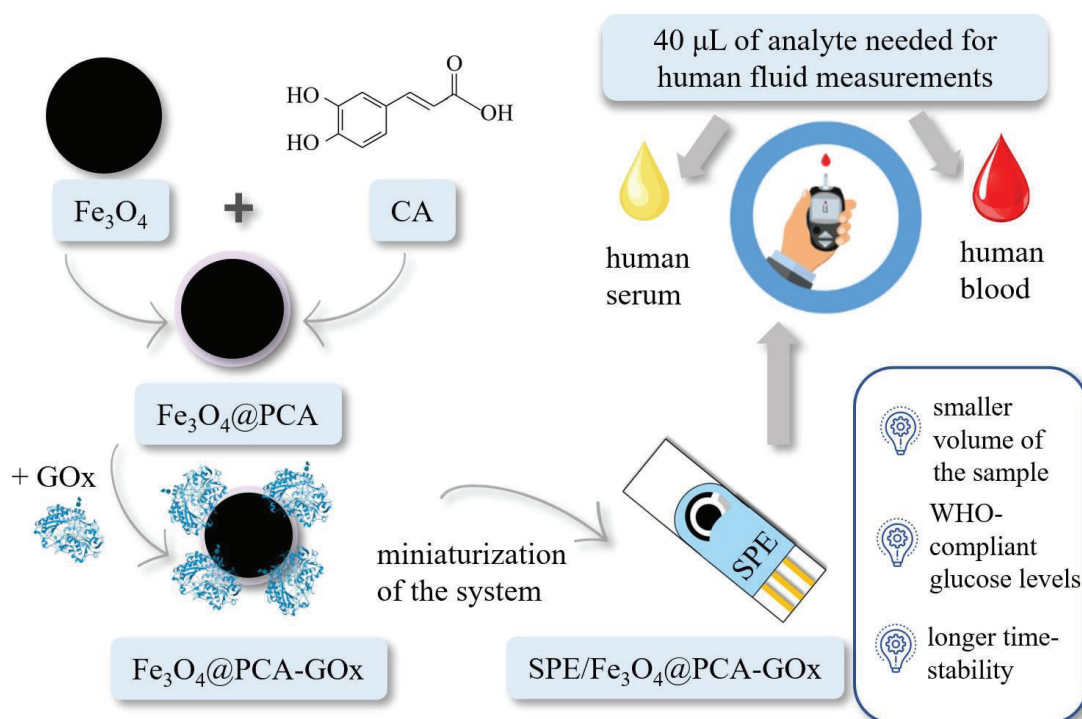 HO
HO
O
OH
Fe₃O₄
+
CA
Fe₃O₄@PCA
+ GOx
Fe₃O₄@PCA-GOx
miniaturization
of the system
SPE
SPE/Fe₃O₄@PCA-GOx
40 μL of analyte needed for
human fluid measurements
human
serum
human
blood
smaller
volume of
the sample
WHO-
compliant
glucose levels
longer time-
stability